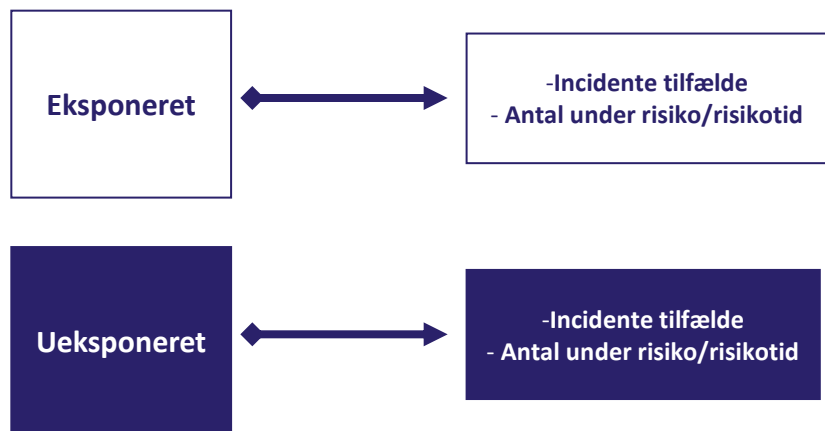 Eksponeret
-Incidente tilfælde
- Antal under risiko/risikotid
Ueksponeret
-Incidente tilfælde
- Antal under risiko/risikotid